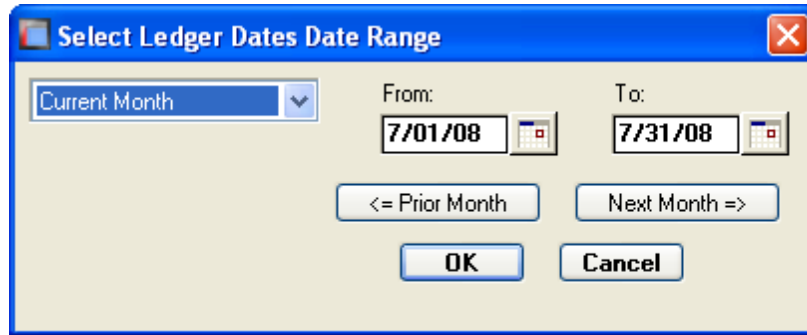 Select Ledger Dates Date Range
Current Month
From:
To:
7/01/08
7/31/08
<= Prior Month
Next Month =>
OK
Cancel